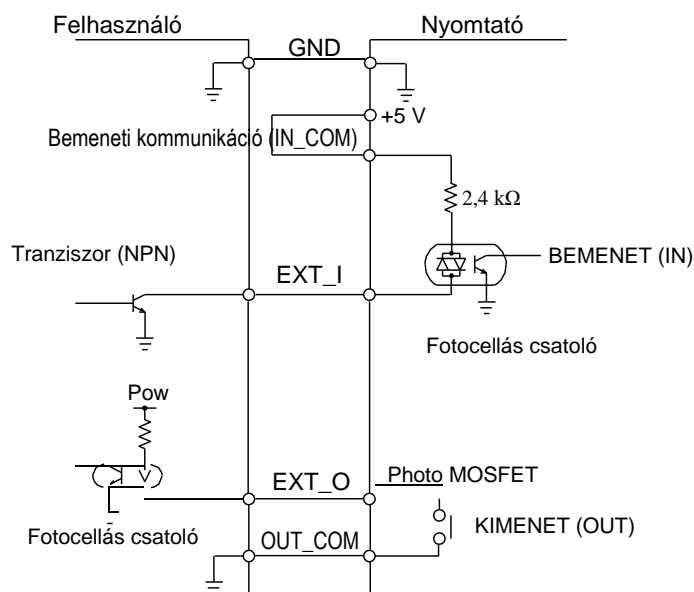 Felhasználó
Nyomtató
GND
+5 V
Bemeneti kommunikáció (IN_COM)
2,4 kΩ
Tranziszor (NPN)
EXT_I
BEMENET (IN)
Fotocellás csatoló
Pow
EXT_O
Photo MOSFET
Fotocellás csatoló
OUT_COM
KIMENET (OUT)